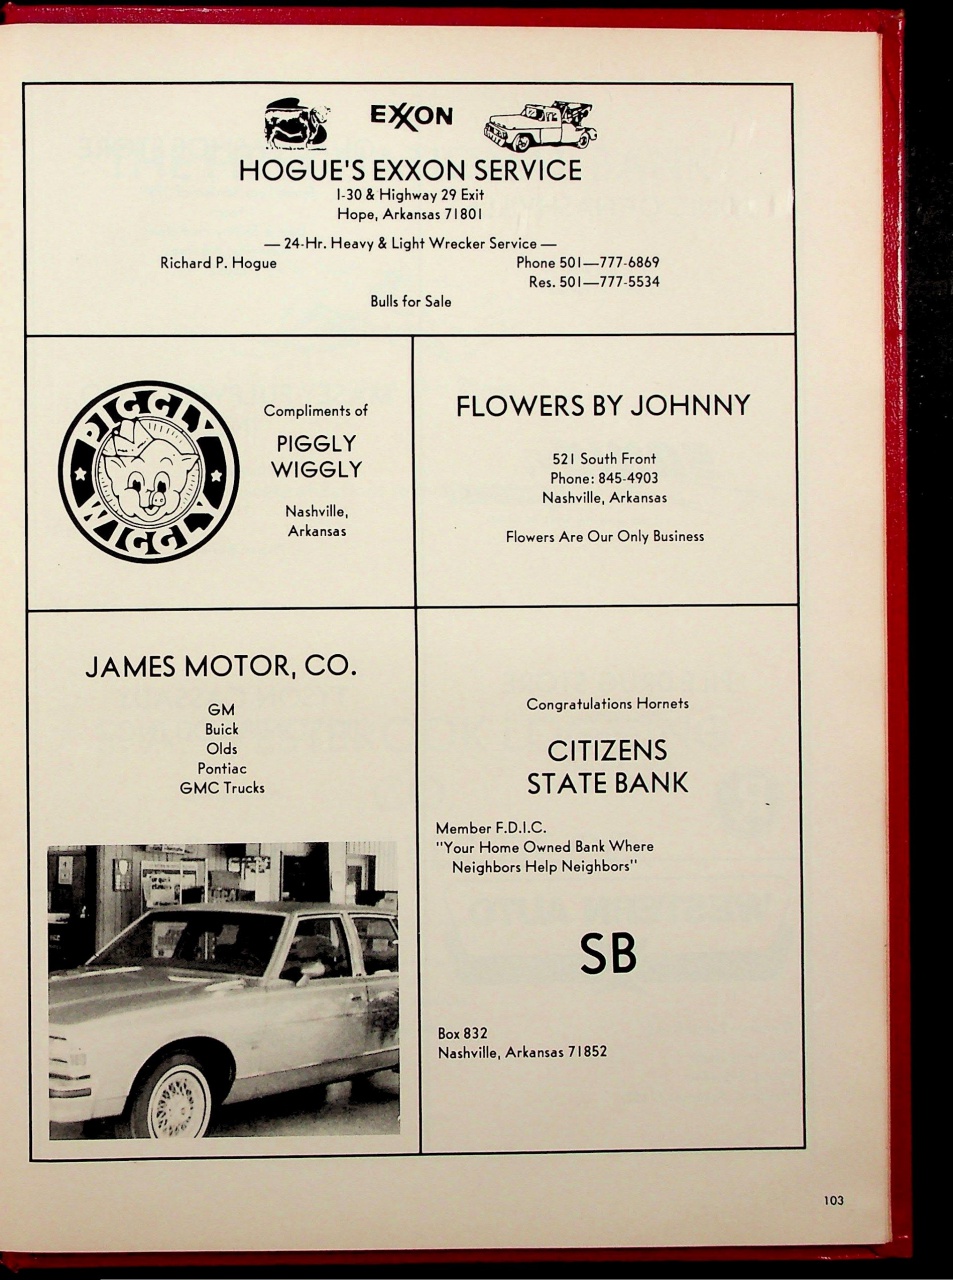 EXXON
HOGUE'S EXXON SERVICE
I-30 & Highway 29 Exit
Hope, Arkansas 71801
— 24-Hr. Heavy & Light Wrecker Service —
Richard P. Hogue
Phone 501—777-6869
Res. 501—777-5534
Bulls for Sale
PIGGLY
WIGGLY
Compliments of
PIGGLY
WIGGLY
Nashville,
Arkansas
FLOWERS BY JOHNNY
521 South Front
Phone: 845-4903
Nashville, Arkansas
Flowers Are Our Only Business
JAMES MOTOR, CO.
GM
Buick
Olds
Pontiac
GMC Trucks
Congratulations Hornets
CITIZENS
STATE BANK
Member F.D.I.C.
"Your Home Owned Bank Where
Neighbors Help Neighbors"
SB
Box 832
Nashville, Arkansas 71852
103